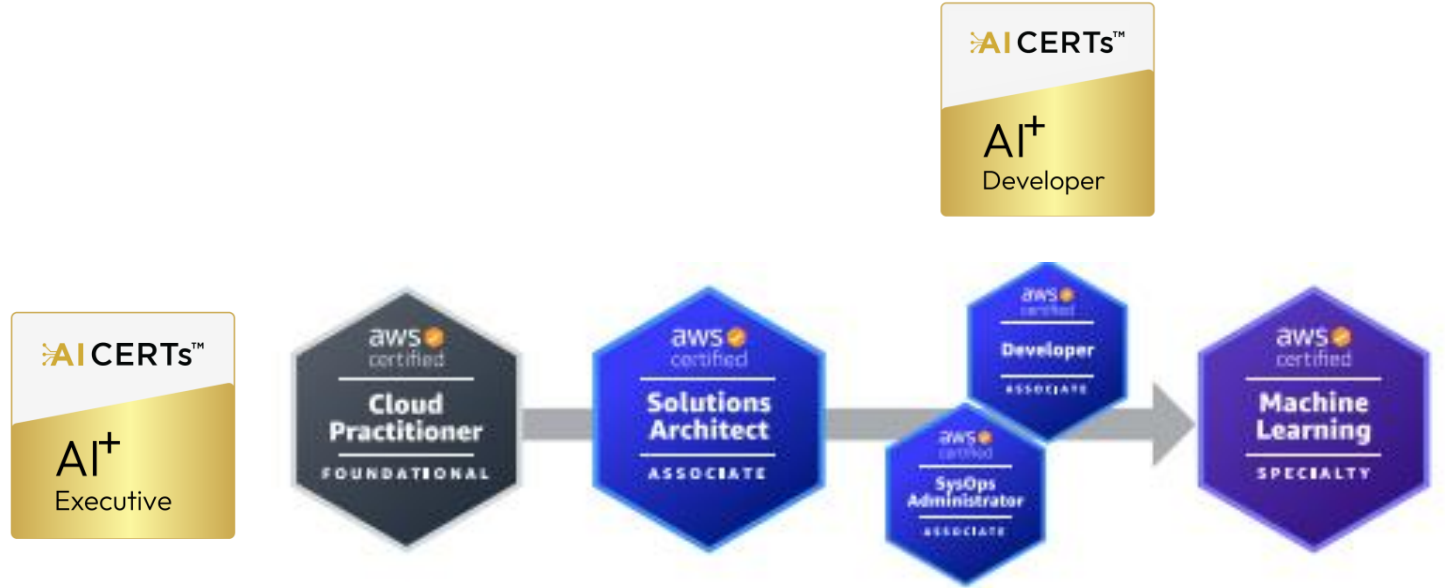 AI CERTs™
AI+
Developer
AI CERTs™
AI+
Executive
aws
certified
Cloud
Practitioner
FOUNDATIONAL
aws
certified
Solutions
Architect
ASSOCIATE
aws
certified
Developer
ASSOCIATE
aws
certified
SysOps
Administrator
ASSOCIATE
aws
certified
Machine
Learning
SPECIALTY